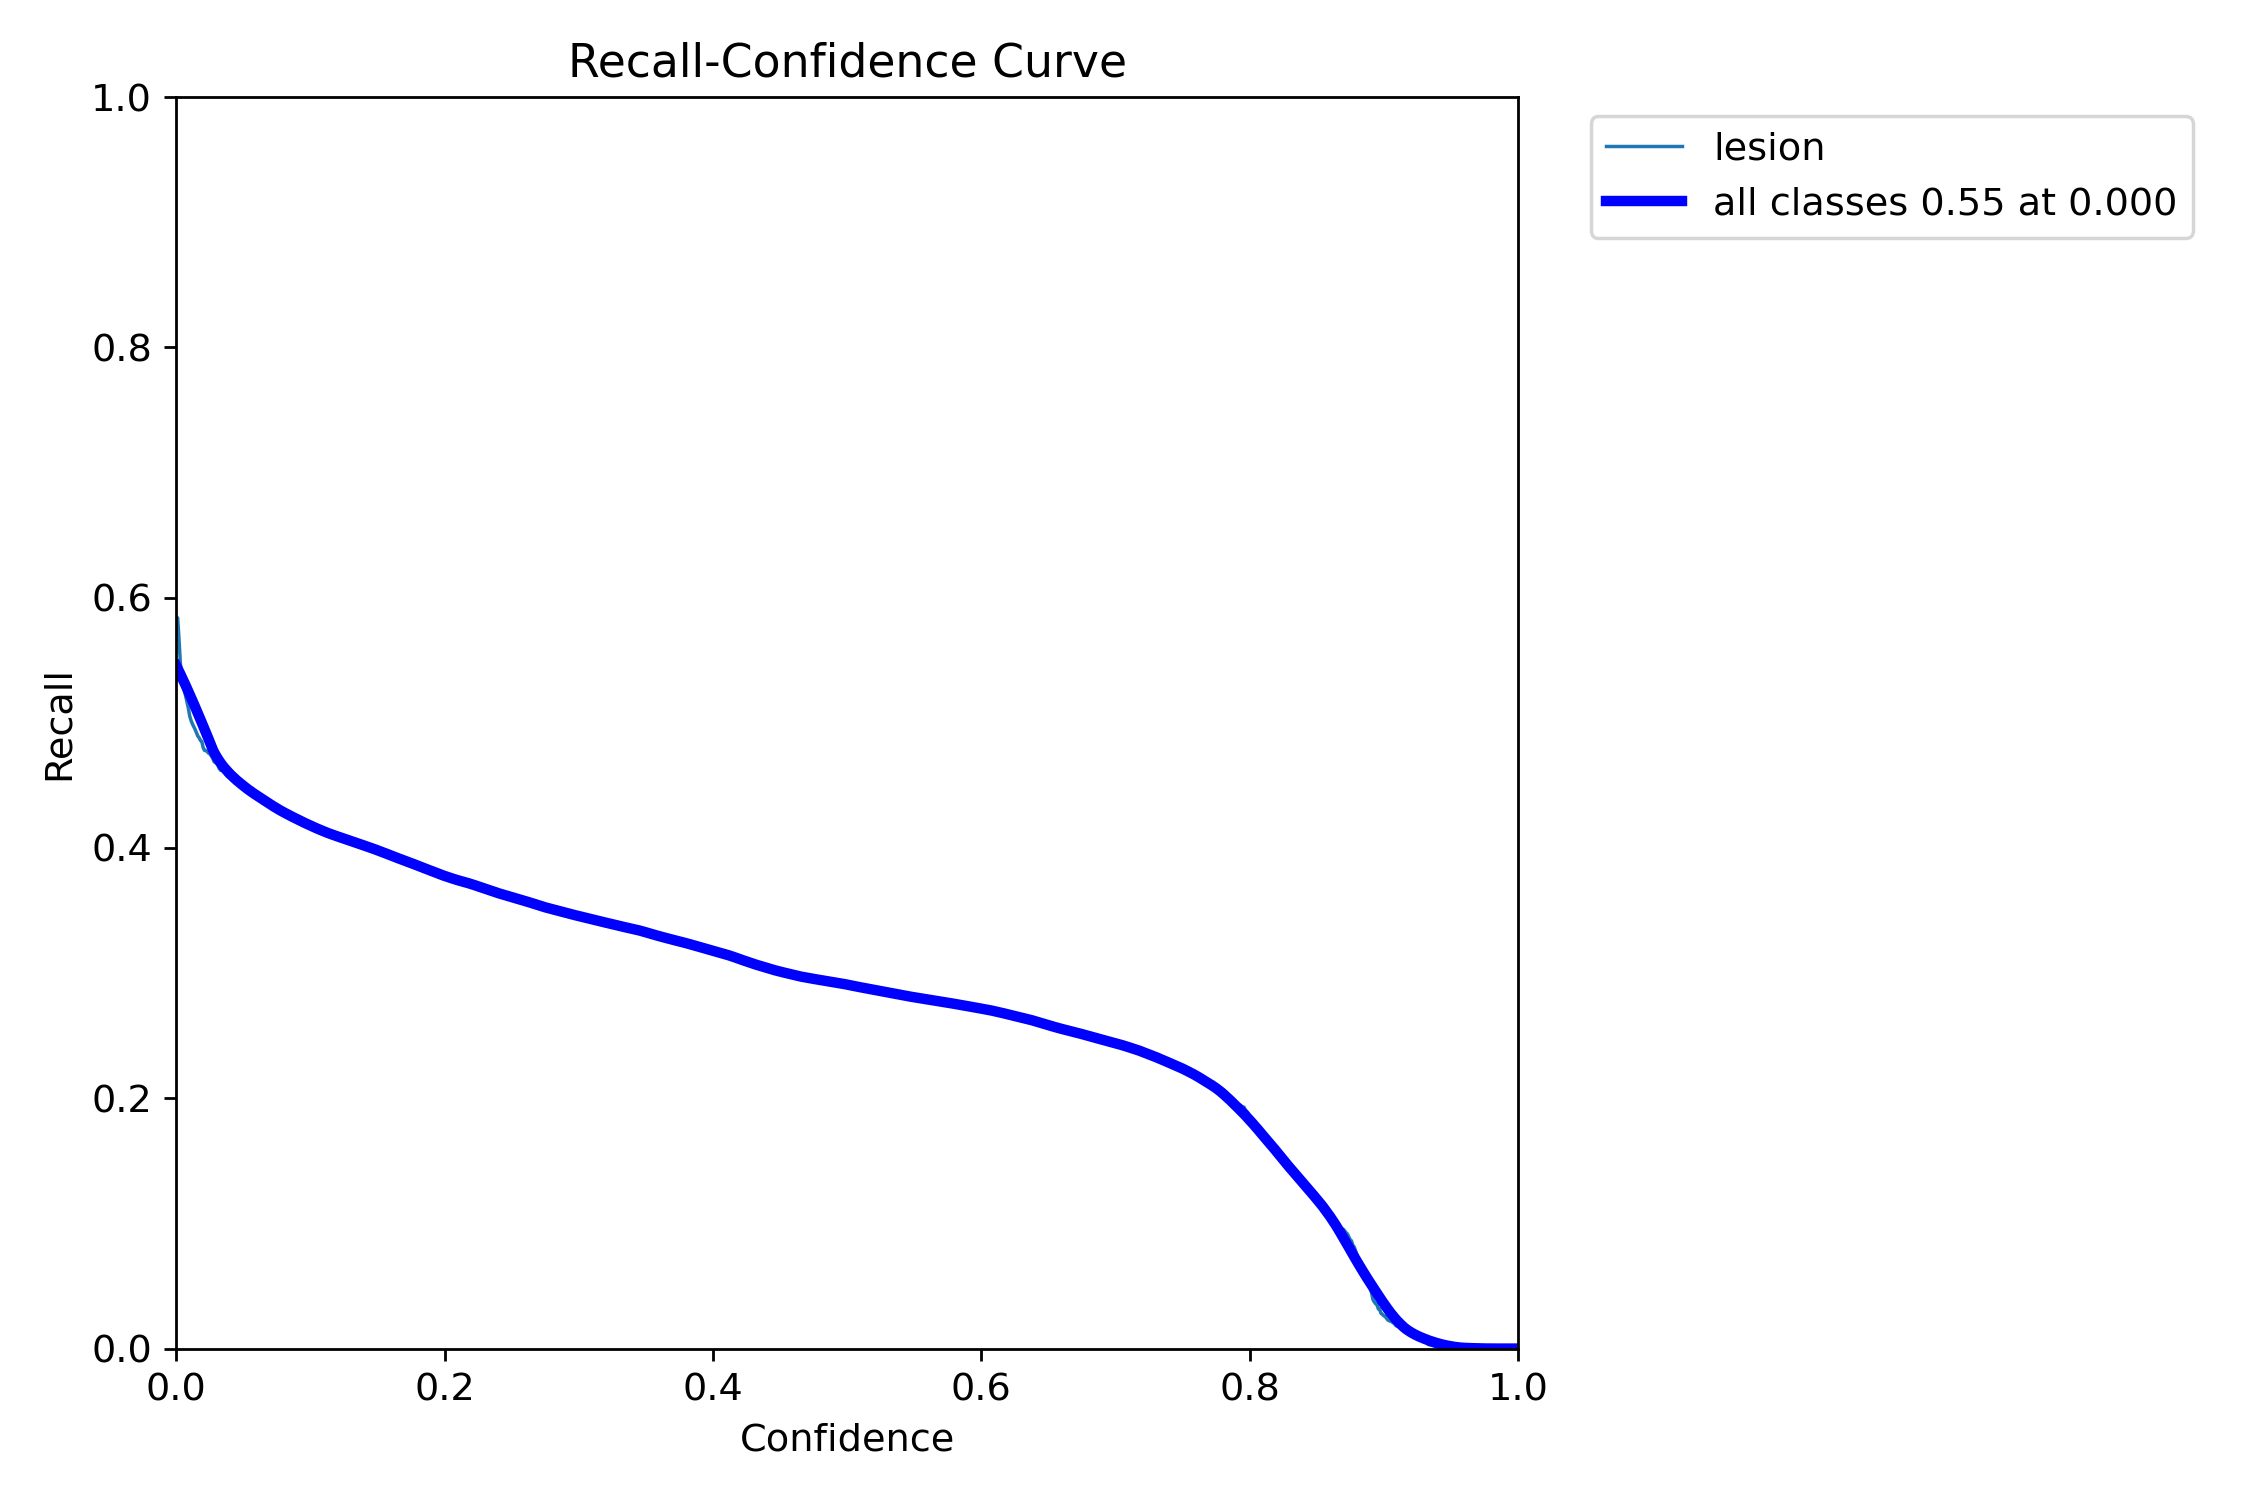 Recall-Confidence Curve
1.0
0.8
0.6
0.4
0.2
0.0
Recall
0.0 0.2 0.4 0.6 0.8 1.0
Confidence
lesion
all classes 0.55 at 0.000